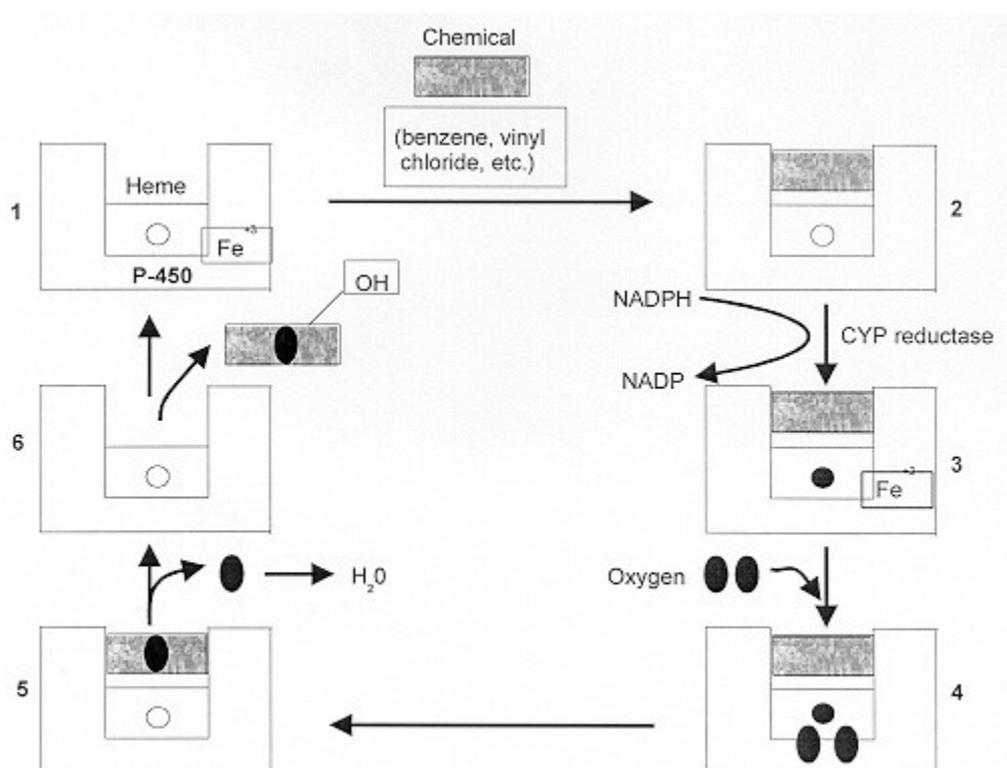 Chemical
(benzene, vinyl
chloride, etc.)
1
Heme
Fe+3
P-450
2
OH
NADPH
CYP reductase
NADP
6
3
Fe+2
Oxygen
H20
5
4